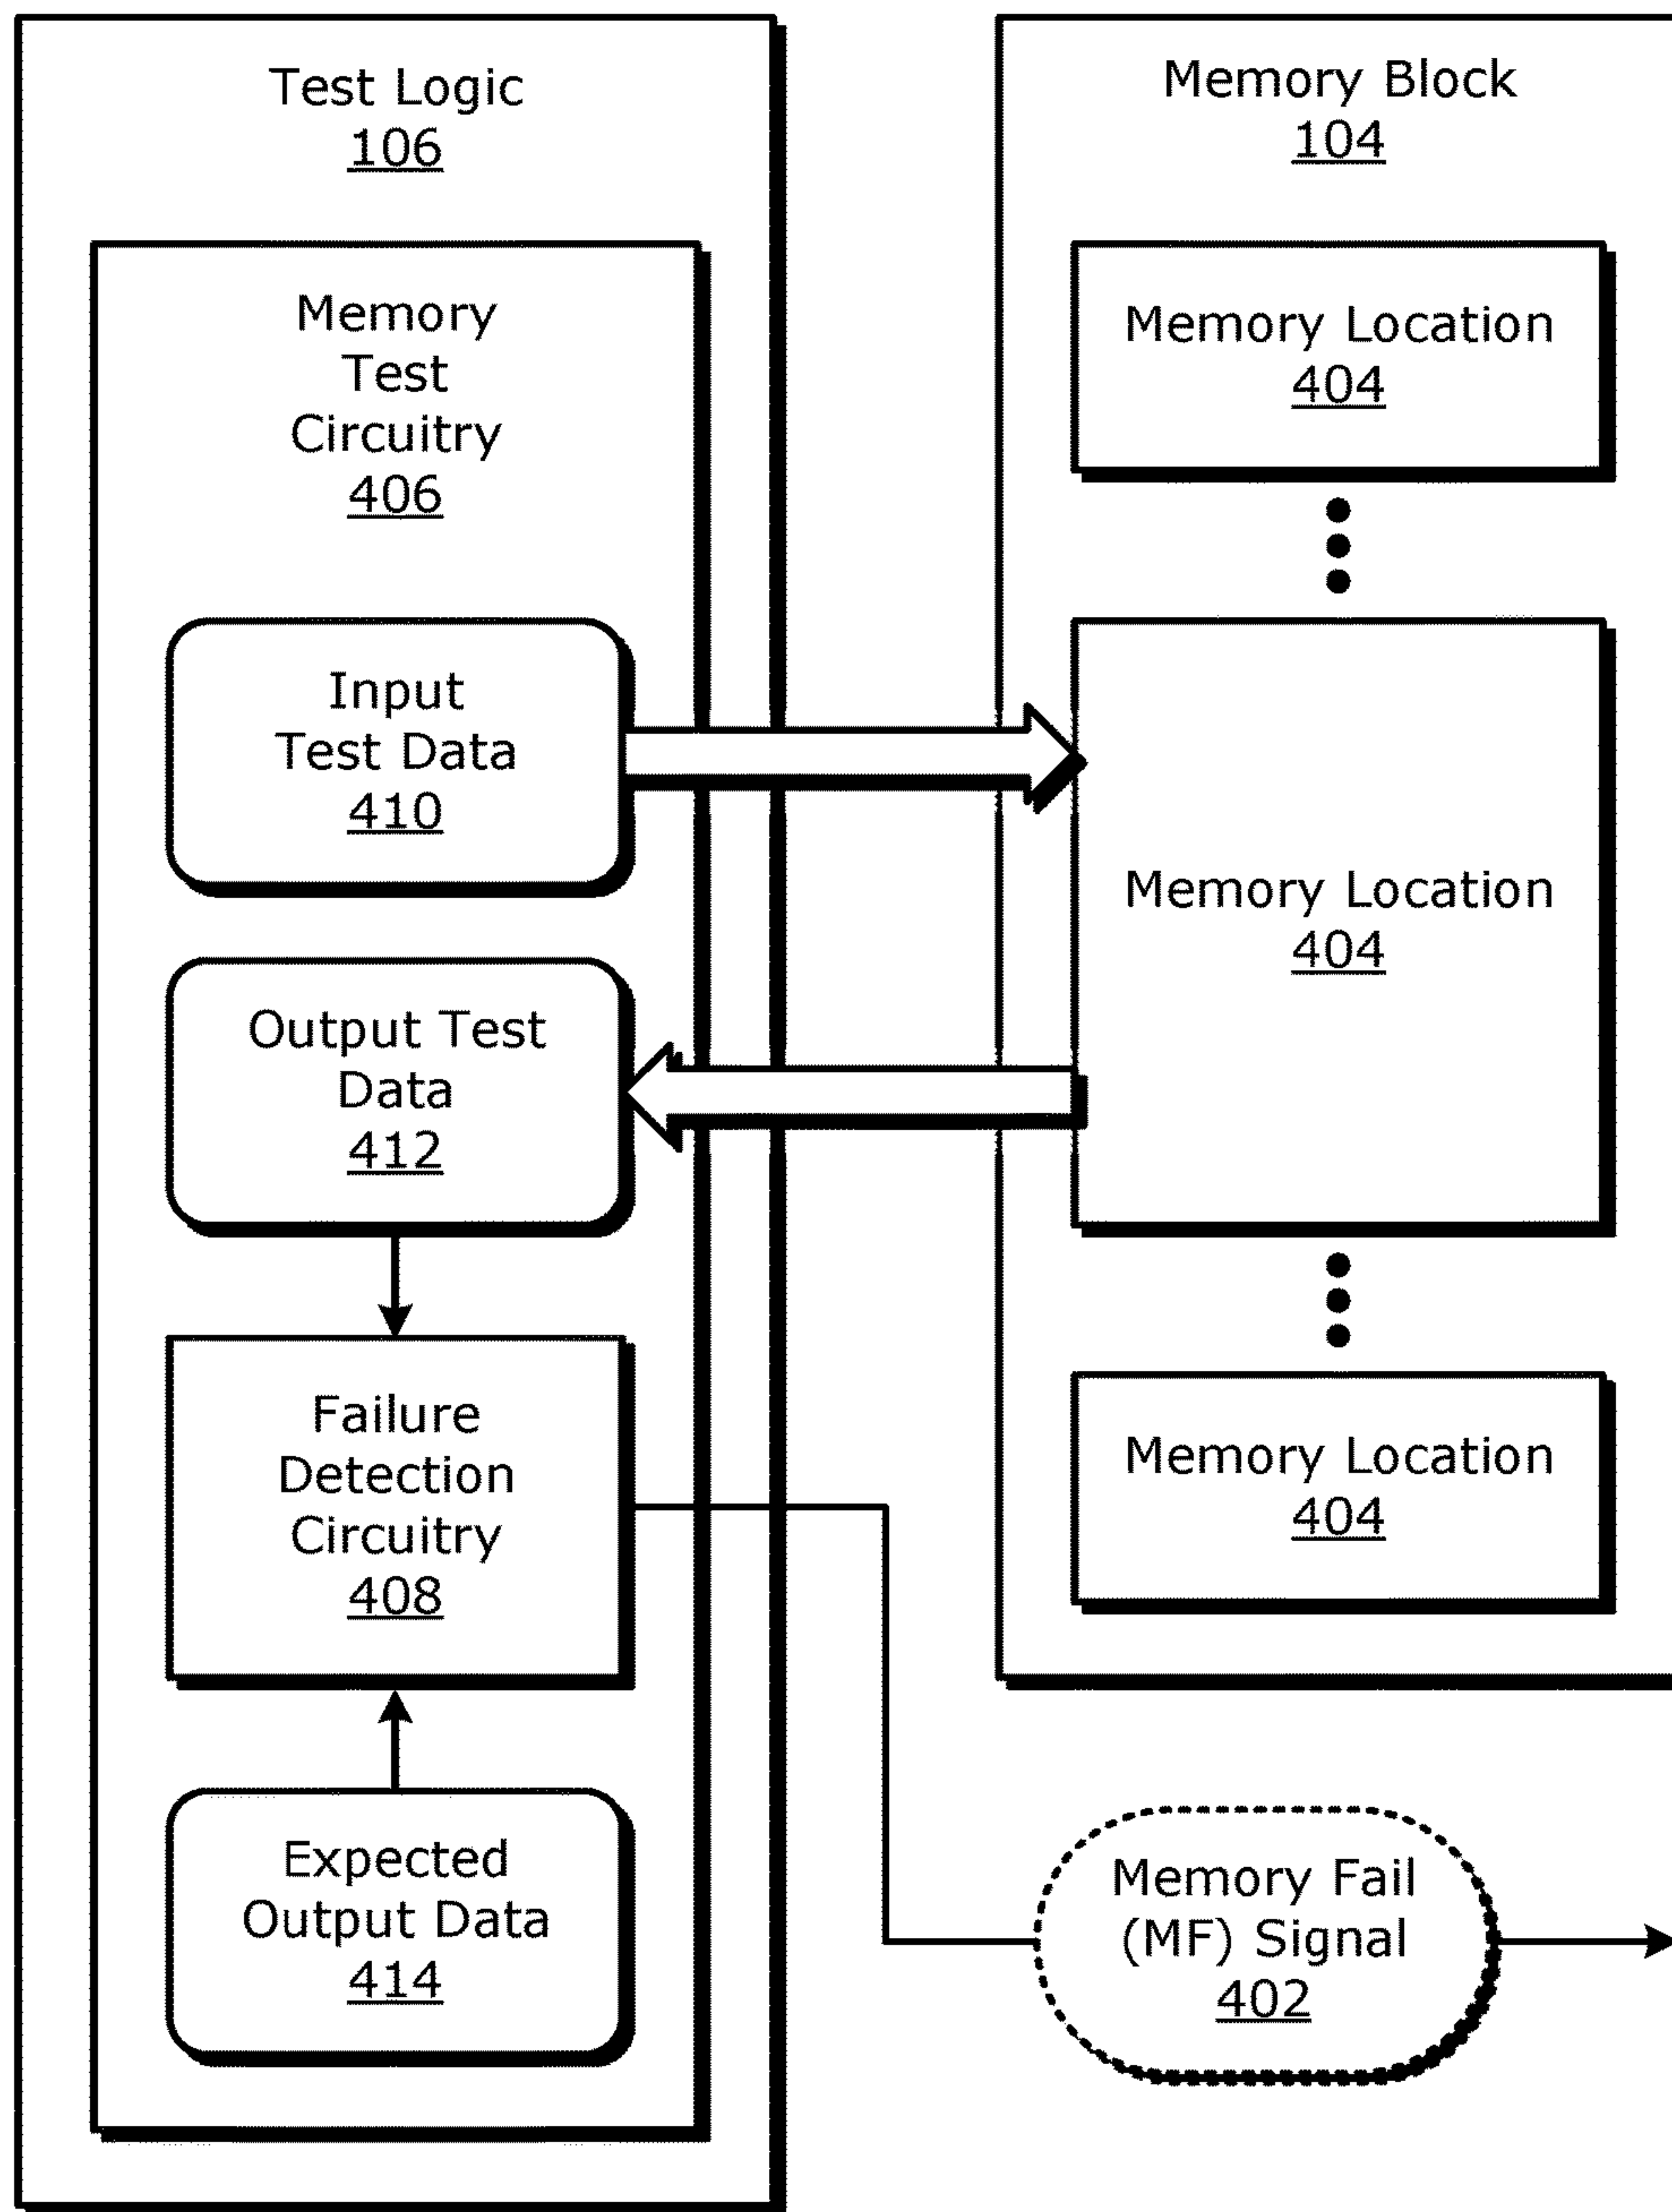 Test Logic
106
Memory
Test
Circuitry
406
Input
Test Data
410
Output Test
Data
412
Failure
Detection
Circuitry
408
Expected
Output Data
414
Memory Block
104
Memory Location
404
Memory Location
404
Memory Location
404
Memory Fail
(MF) Signal
402